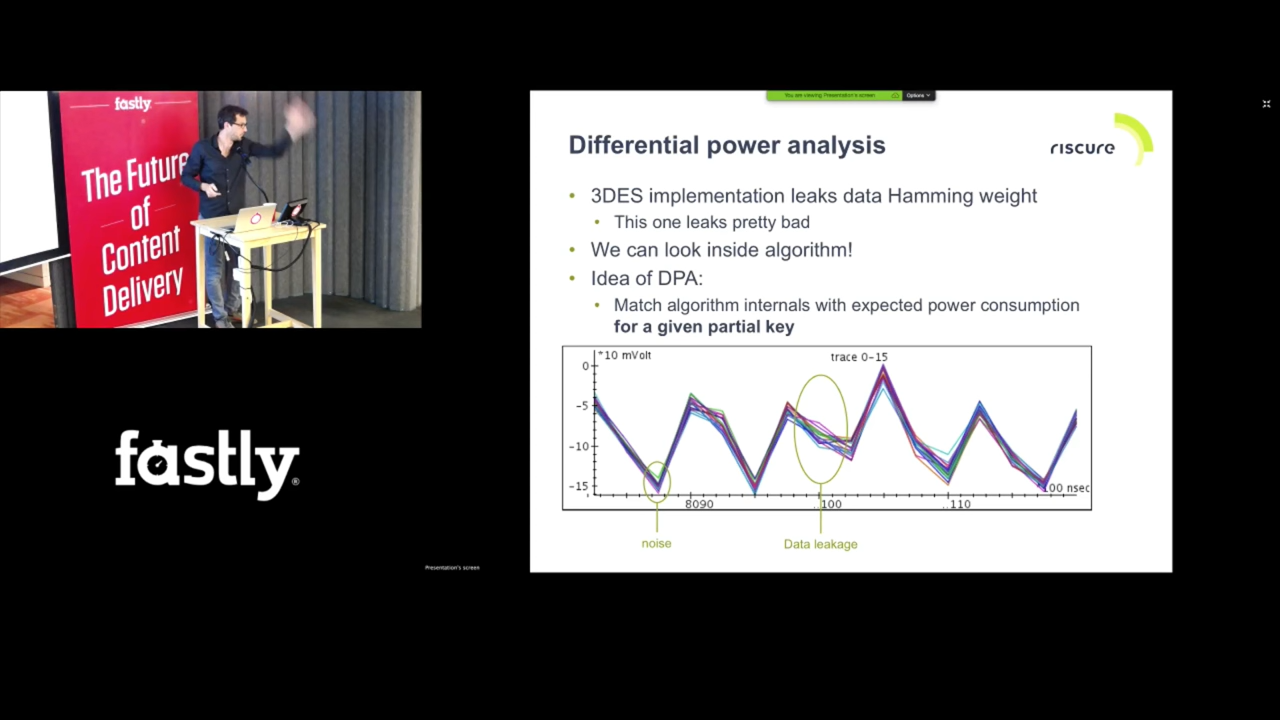 fastly
The Future
of
Content
Delivery
fastly®
Presentation's screen
You are viewing Presentation's screen
Options
Differential power analysis
riscure
• 3DES implementation leaks data Hamming weight
• This one leaks pretty bad
• We can look inside algorithm!
• Idea of DPA:
• Match algorithm internals with expected power consumption
for a given partial key
*10 mVolt
trace 0-15
0
-5
-10
-15
8090
..100
..110
100 nsec
noise
Data leakage